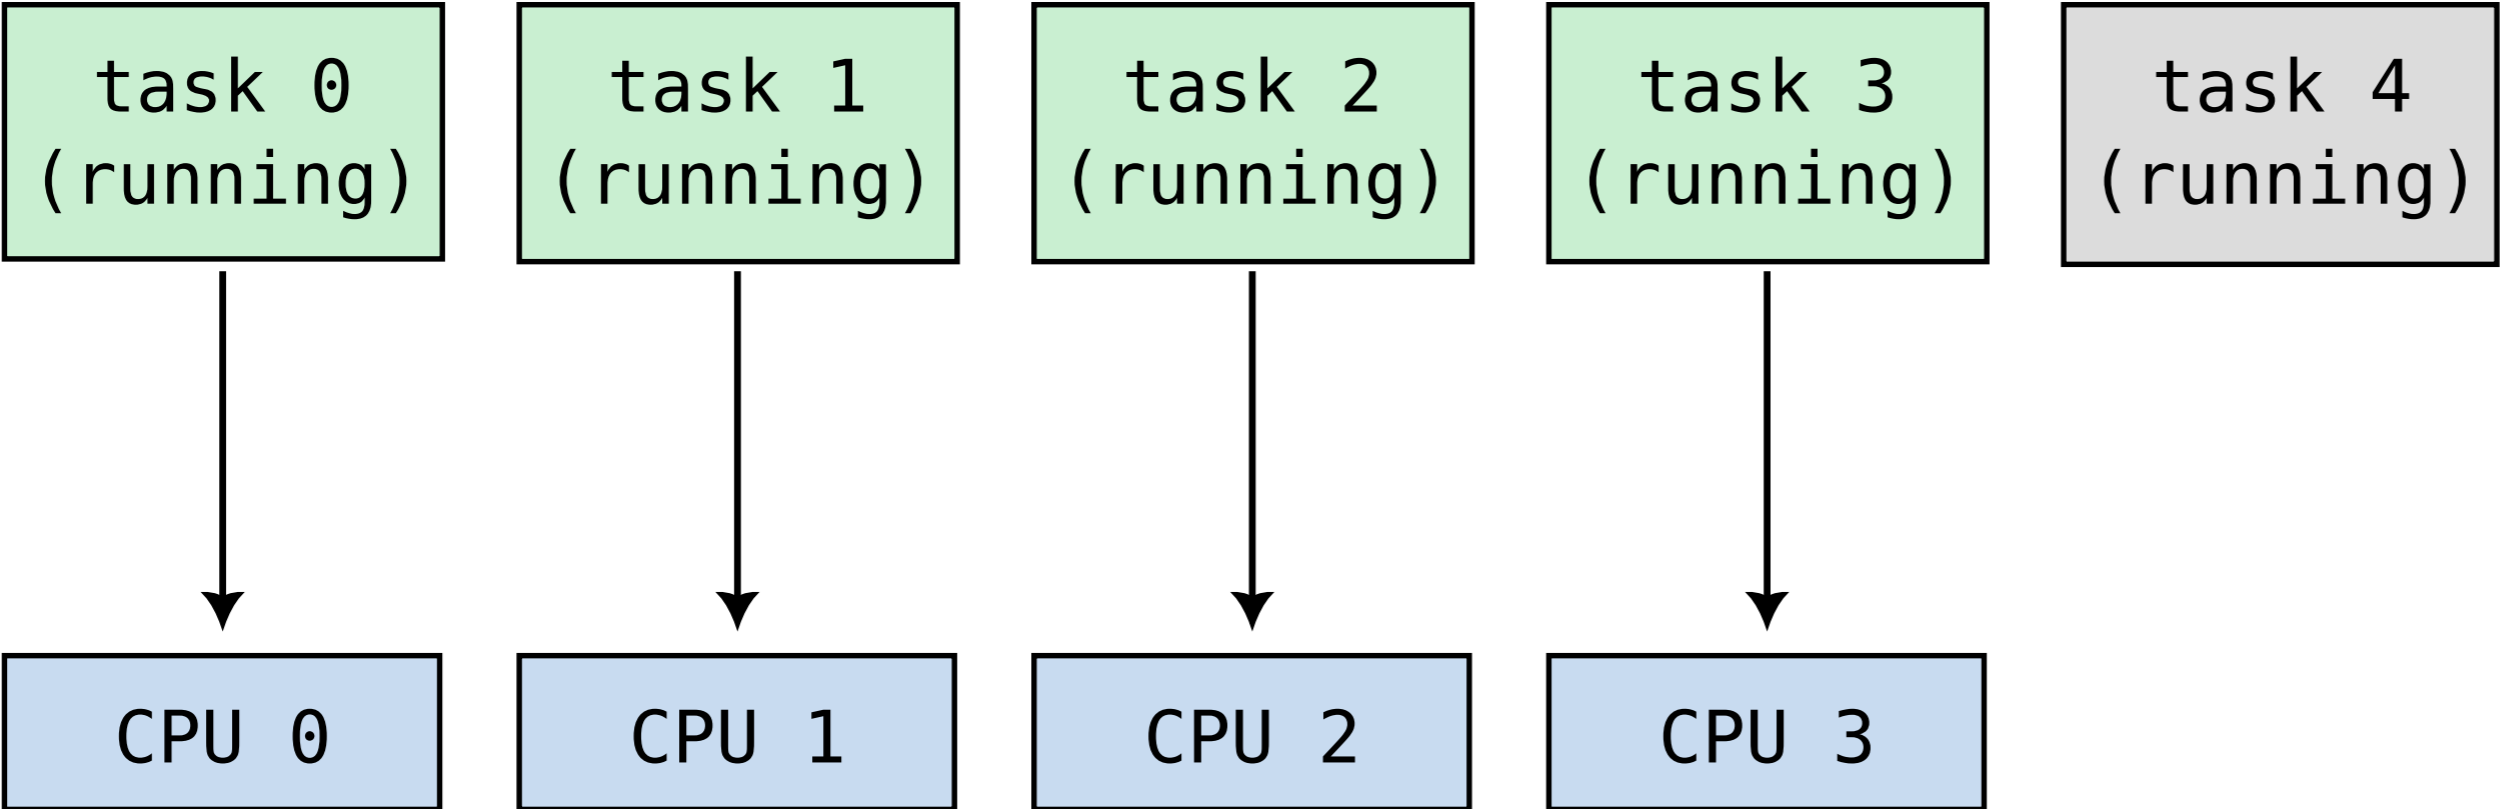 task 0
(running)
task 1
(running)
task 2
(running)
task 3
(running)
task 4
(running)
CPU 0
CPU 1
CPU 2
CPU 3